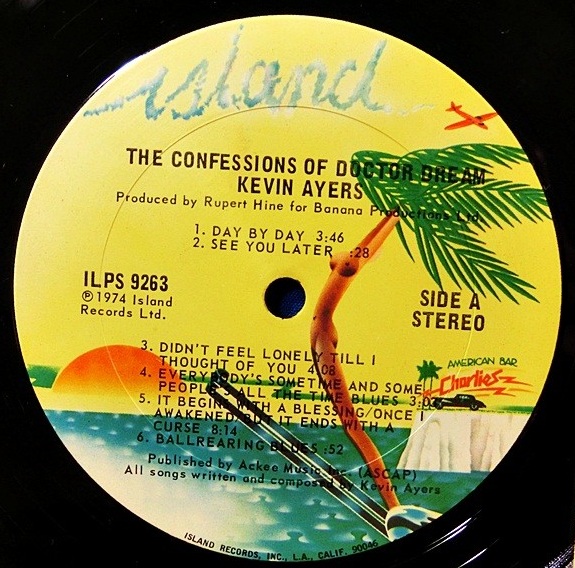 island
THE CONFESSIONS OF DOCTOR DREAM
KEVIN AYERS
Produced by Rupert Hine for Banana Productions Ltd.
1. DAY BY DAY 3:46
2. SEE YOU LATER :28
ILPS 9263
℗ 1974 Island
Records Ltd.
SIDE A
STEREO
3. DIDN'T FEEL LONELY TILL I
THOUGHT OF YOU 4:08
4. EVERYBODY'S SOMETIME AND SOME
PEOPLE'S ALL THE TIME BLUES
5. IT BEGINS WITH A BLESSING/ONCE I
AWAKENED BUT IT ENDS WITH A
CURSE 8:14
6. BALLREARING BLUES :52
AMERICAN BAR
Charlies
Published by Ackee Music Inc. (ASCAP)
All songs written and composed by Kevin Ayers
ISLAND RECORDS, INC., L.A., CALIF. 90046